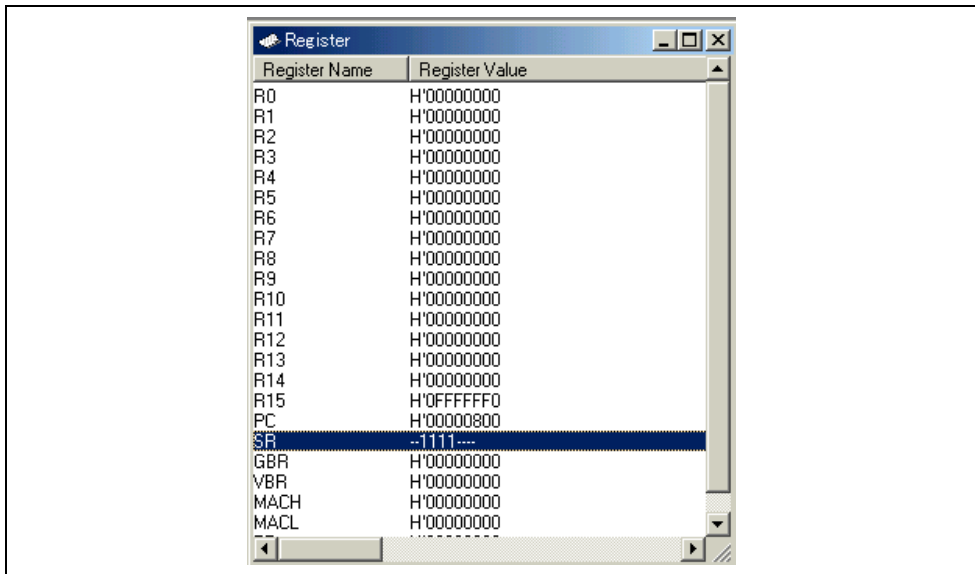 Register
Register Name Register Value
R0 H'00000000
R1 H'00000000
R2 H'00000000
R3 H'00000000
R4 H'00000000
R5 H'00000000
R6 H'00000000
R7 H'00000000
R8 H'00000000
R9 H'00000000
R10 H'00000000
R11 H'00000000
R12 H'00000000
R13 H'00000000
R14 H'00000000
R15 H'0FFFFFF0
PC H'00000800
SR --1111----
GBR H'00000000
VBR H'00000000
MACH H'00000000
MACL H'00000000